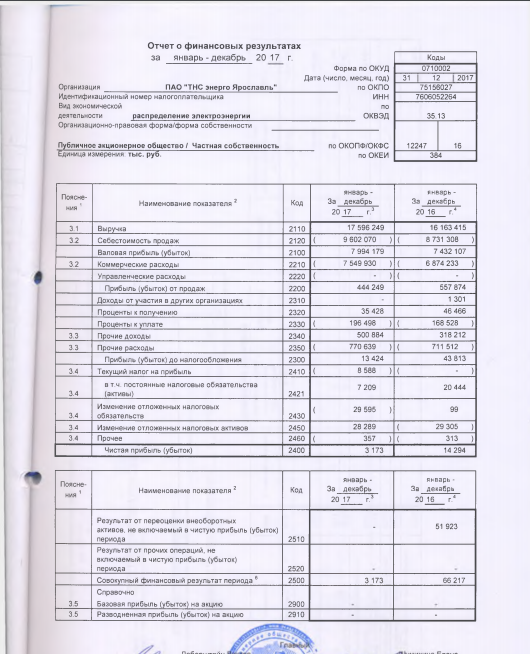 Отчет о финансовых результатах
за январь - декабрь 20 17 г.
Коды
Форма по ОКУД 0710002
Дата (число, месяц, год) 31 12 2017
Организация ПАО "ТНС энерго Ярославль" по ОКПО 75156027
Идентификационный номер налогоплательщика ИНН 7606052264
Вид экономической по
деятельности распределение электроэнергии ОКВЭД 35.13
Организационно-правовая форма/форма собственности
Публичное акционерное общество / Частная собственность по ОКОПФ/ОКФС 12247 16
Единица измерения: тыс. руб. по ОКЕИ 384
Поясне-
ния 1 Наименование показателя 2 Код январь - За декабрь 20 17 г.3 январь - За декабрь 20 16 г.4
3.1 Выручка 2110 17 596 249 16 163 415
3.2 Себестоимость продаж 2120 ( 9 602 070 ) ( 8 731 308 )
Валовая прибыль (убыток) 2100 7 994 179 7 432 107
3.2 Коммерческие расходы 2210 ( 7 549 930 ) ( 6 874 233 )
Управленческие расходы 2220 ( - ) ( - )
Прибыль (убыток) от продаж 2200 444 249 557 874
Доходы от участия в других организациях 2310 - 1 301
Проценты к получению 2320 35 428 46 466
Проценты к уплате 2330 ( 196 498 ) ( 168 528 )
3.3 Прочие доходы 2340 500 884 318 212
3.3 Прочие расходы 2350 ( 770 639 ) ( 711 512 )
Прибыль (убыток) до налогообложения 2300 13 424 43 813
3.4 Текущий налог на прибыль 2410 ( 8 588 ) ( - )
в т.ч. постоянные налоговые обязательства
3.4 (активы) 2421 7 209 20 444
Изменение отложенных налоговых
3.4 обязательств 2430 ( 29 595 ) 99
3.4 Изменение отложенных налоговых активов 2450 28 289 ( 29 305 )
3.4 Прочее 2460 ( 357 ) ( 313 )
Чистая прибыль (убыток) 2400 3 173 14 294
Поясне-
ния 1 Наименование показателя 2 Код январь - За декабрь 20 17 г.3 январь - За декабрь 20 16 г.4
Результат от переоценки внеоборотных
активов, не включаемый в чистую прибыль (убыток)
периода 2510 - 51 923
Результат от прочих операций, не
включаемый в чистую прибыль (убыток)
периода 2520 - -
Совокупный финансовый результат периода 6 2500 3 173 66 217
Справочно
3.5 Базовая прибыль (убыток) на акцию 2900 - -
3.5 Разводненная прибыль (убыток) на акцию 2910 - -